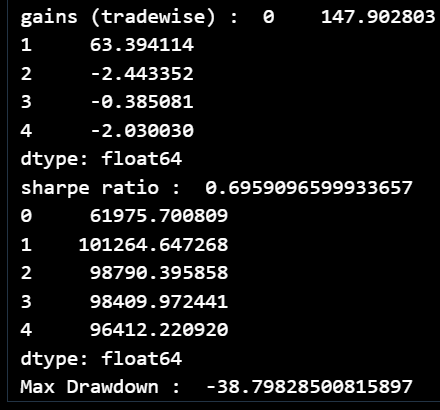 gains (tradewise) :  0    147.902803
1     63.394114
2     -2.443352
3     -0.385081
4     -2.030030
dtype: float64
sharpe ratio :  0.6959096599933657
0     61975.700809
1    101264.647268
2     98790.395858
3     98409.972441
4     96412.220920
dtype: float64
Max Drawdown :  -38.79828500815897